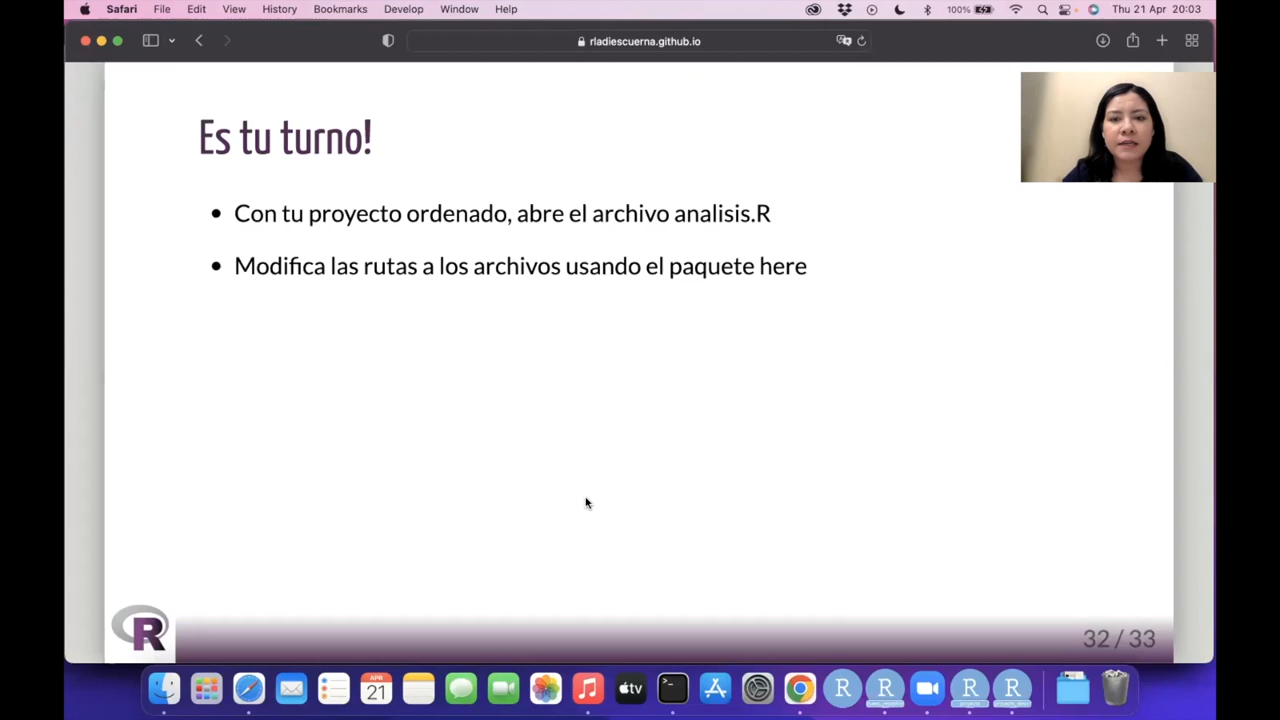 Safari File Edit View History Bookmarks Develop Window Help 100% Thu 21 Apr 20:03
rladiescuerna.github.io
Es tu turno!
Con tu proyecto ordenado, abre el archivo analisis.R
Modifica las rutas a los archivos usando el paquete here
R
32 / 33
APR
21
tv
R R R R